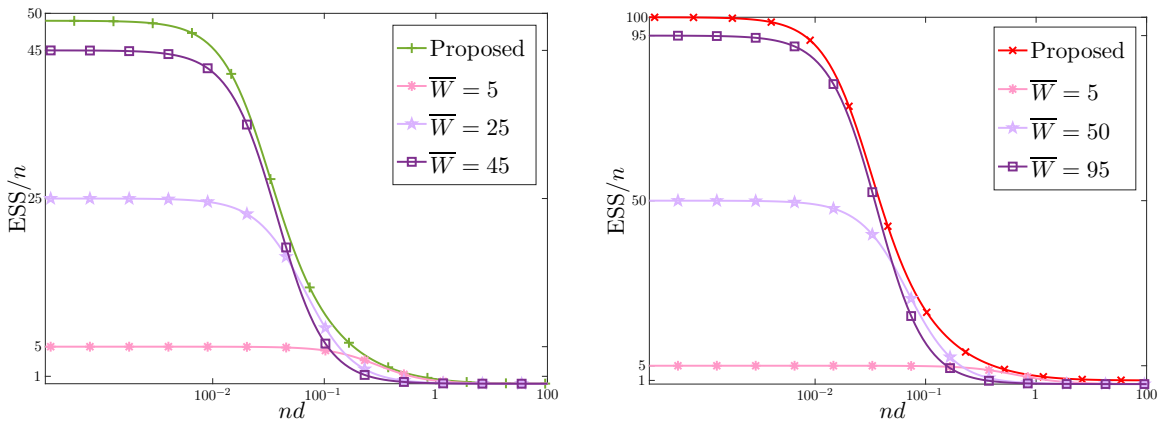 50
45
25
5
1
ESS/n
10⁻²
10⁻¹
1
100
nd
Proposed
W̅ = 5
W̅ = 25
W̅ = 45
100
95
50
5
1
ESS/n
10⁻²
10⁻¹
1
100
nd
Proposed
W̅ = 5
W̅ = 50
W̅ = 95